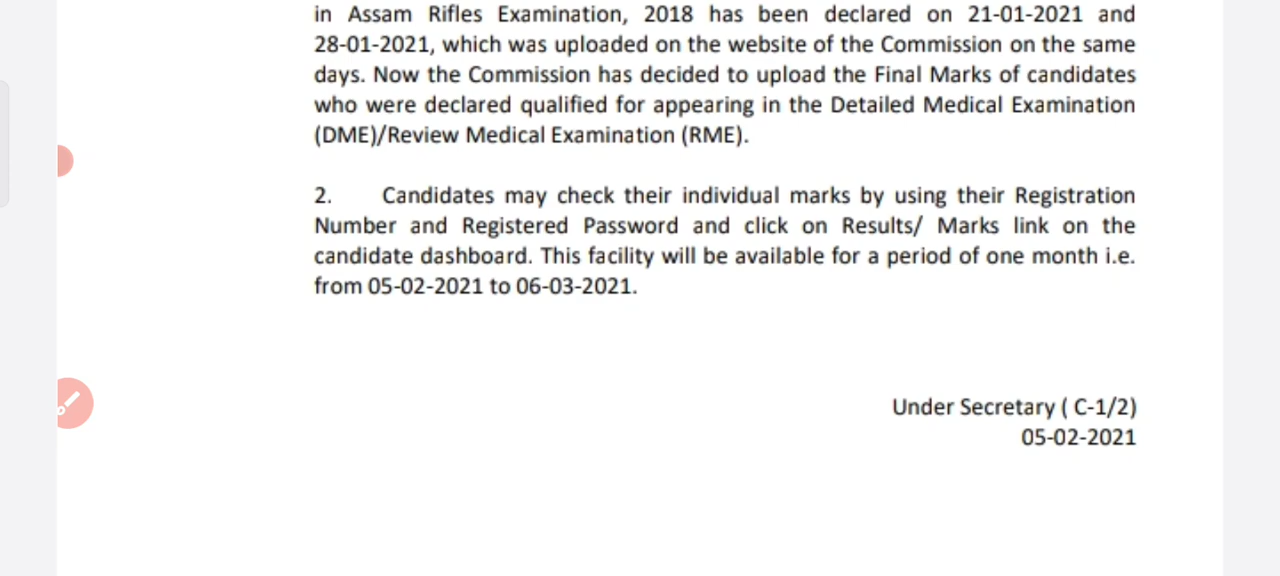 in Assam Rifles Examination, 2018 has been declared on 21-01-2021 and
28-01-2021, which was uploaded on the website of the Commission on the same
days. Now the Commission has decided to upload the Final Marks of candidates
who were declared qualified for appearing in the Detailed Medical Examination
(DME)/Review Medical Examination (RME).
2. Candidates may check their individual marks by using their Registration
Number and Registered Password and click on Results/ Marks link on the
candidate dashboard. This facility will be available for a period of one month i.e.
from 05-02-2021 to 06-03-2021.
Under Secretary ( C-1/2)
05-02-2021